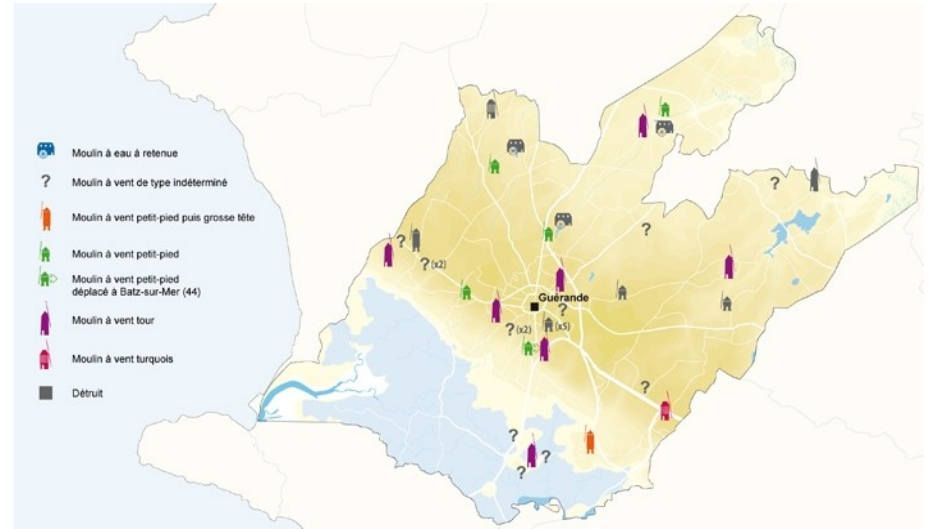 Moulin à eau à retenue
? Moulin à vent de type indéterminé
Moulin à vent petit-pied puis grosse tête
Moulin à vent petit-pied
Moulin à vent petit-pied
déplacé à Batz-sur-Mer (44)
Moulin à vent tour
Moulin à vent turquois
Détruit
?
?
?
? (x2)
Guérande
?
? (x2)
(x5)
?
?
?
?